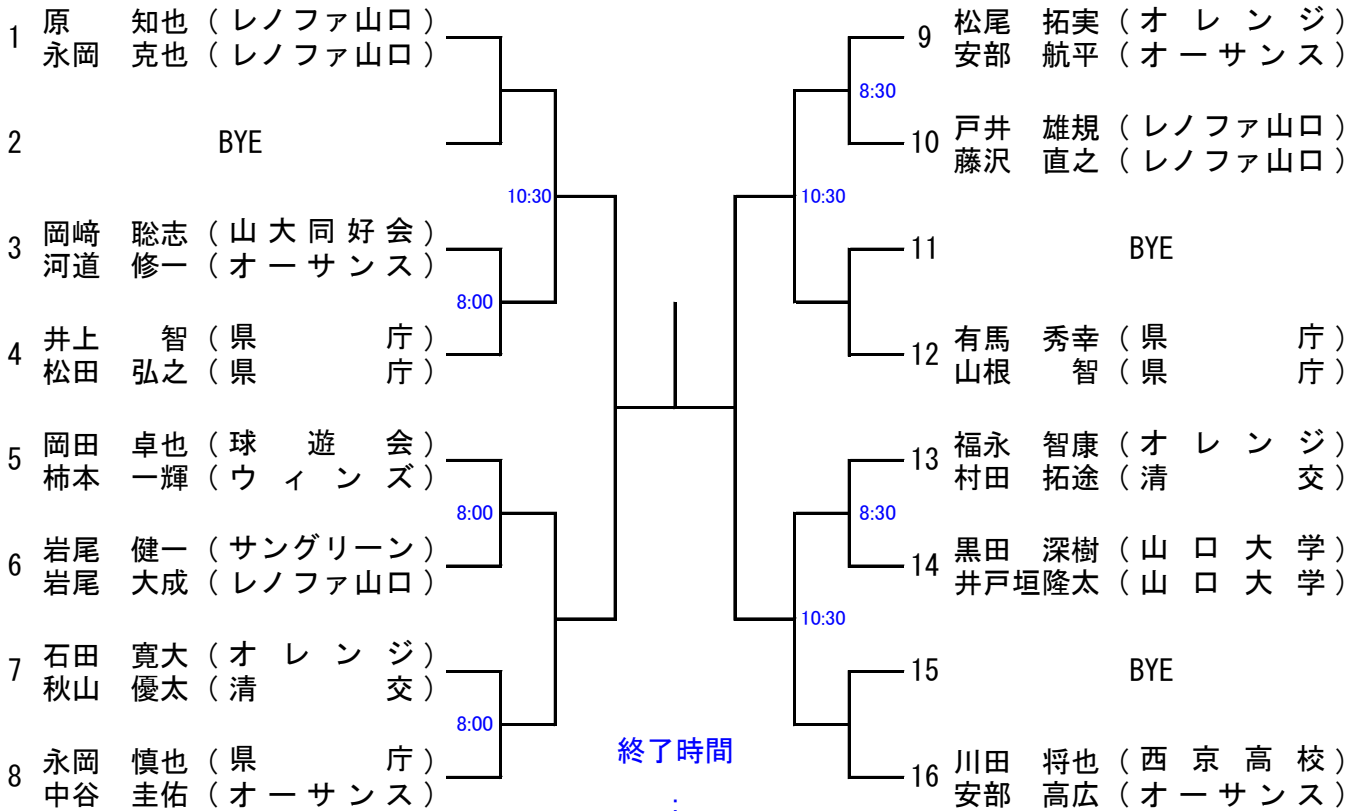 1 原 知也 (レノファ山口)
永岡 克也 (レノファ山口)
2 BYE
10:30
3 岡﨑 聡志 (山大同好会)
河道 修一 (オーサンス)
8:00
4 井上 智 (県 庁)
松田 弘之 (県 庁)
5 岡田 卓也 (球 遊 会)
柿本 一輝 (ウィンズ)
8:00
6 岩尾 健一 (サングリーン)
岩尾 大成 (レノファ山口)
7 石田 寛大 (オレンジ)
秋山 優太 (清 交)
8:00
8 永岡 慎也 (県 庁)
中谷 圭佑 (オーサンス)
終了時間
:
9 松尾 拓実 (オレンジ)
安部 航平 (オーサンス)
8:30
10 戸井 雄規 (レノファ山口)
藤沢 直之 (レノファ山口)
10:30
11 BYE
12 有馬 秀幸 (県 庁)
山根 智 (県 庁)
13 福永 智康 (オレンジ)
村田 拓途 (清 交)
8:30
14 黒田 深樹 (山口大学)
井戸垣隆太 (山口大学)
10:30
15 BYE
16 川田 将也 (西京高校)
安部 高広 (オーサンス)